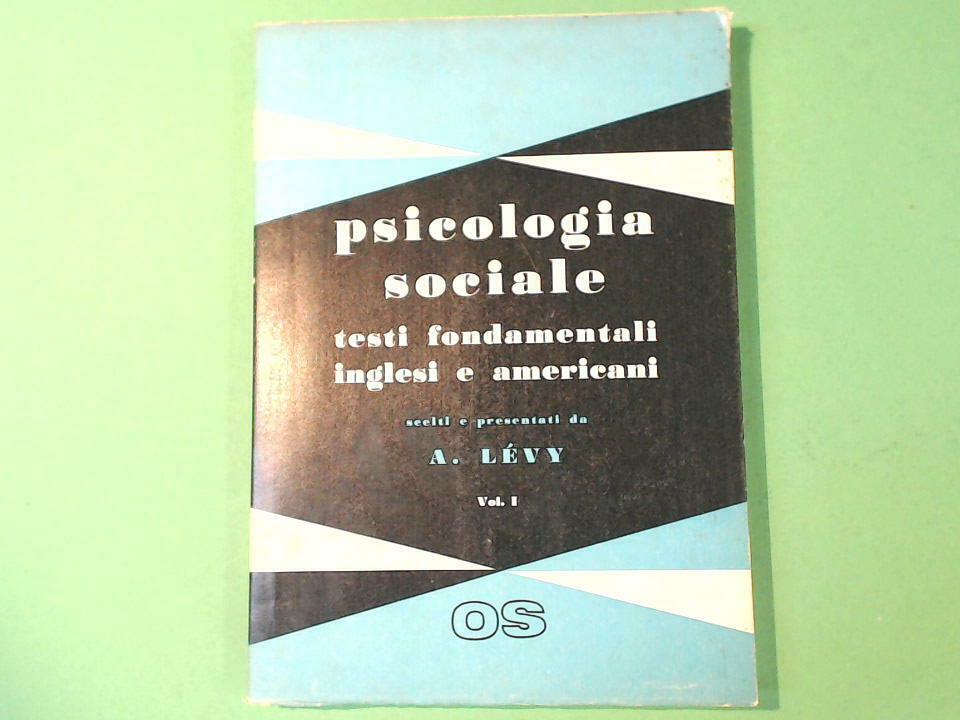 psicologia
sociale
testi fondamentali
inglesi e americani
scelti e presentati da
A. LÉVY
Vol. I
OS